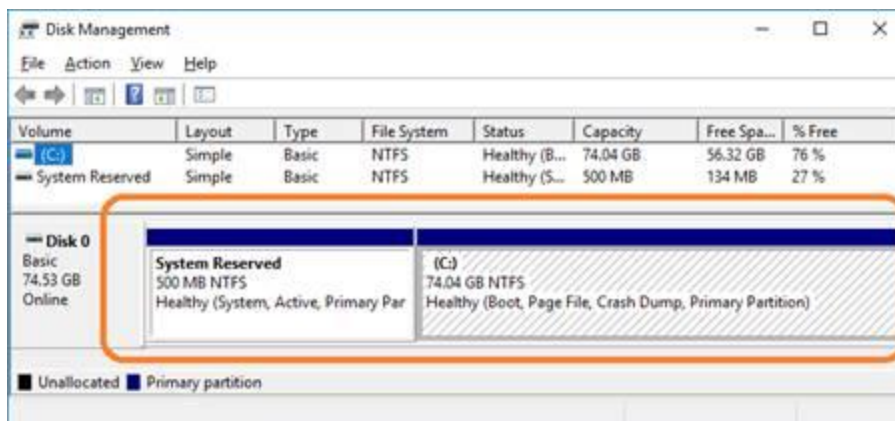 Disk Management
File Action View Help
Volume Layout Type File System Status Capacity Free Spa... % Free
(C:) Simple Basic NTFS Healthy (B... 74.04 GB 56.32 GB 76 %
System Reserved Simple Basic NTFS Healthy (S... 500 MB 134 MB 27 %
Disk 0
Basic
74.53 GB
Online
System Reserved
500 MB NTFS
Healthy (System, Active, Primary Par
(C:)
74.04 GB NTFS
Healthy (Boot, Page File, Crash Dump, Primary Partition)
Unallocated Primary partition